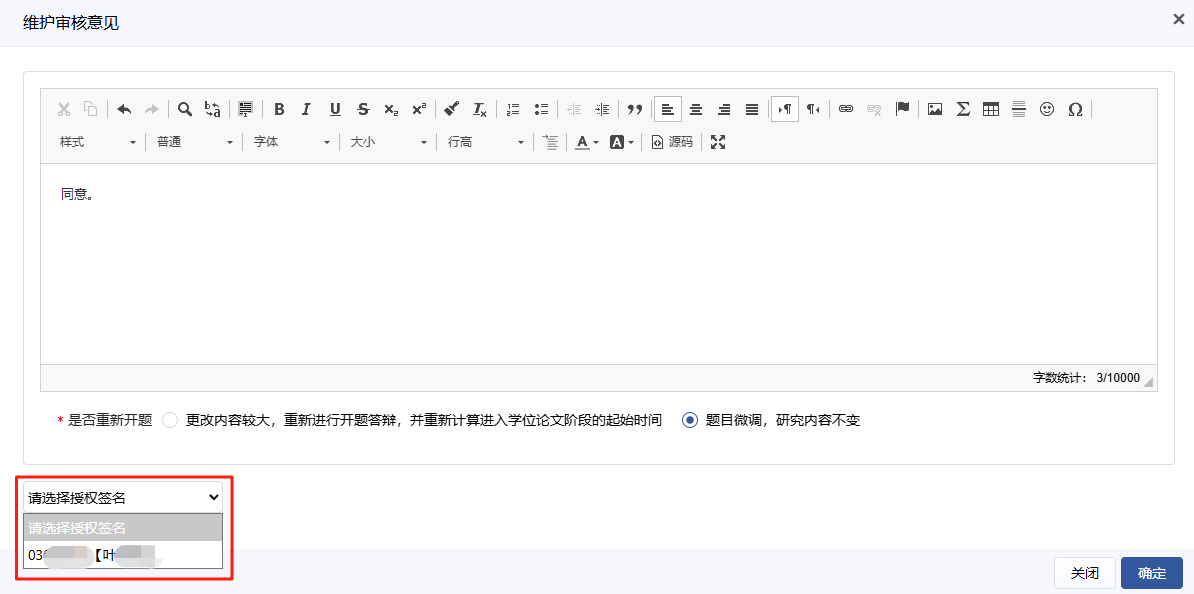 维护审核意见
样式 普通 字体 大小 行高 源码
同意。
字数统计： 3/10000
* 是否重新开题 更改内容较大，重新进行开题答辩，并重新计算进入学位论文阶段的起始时间 题目微调，研究内容不变
请选择授权签名
请选择授权签名
03 【叶
关闭 确定